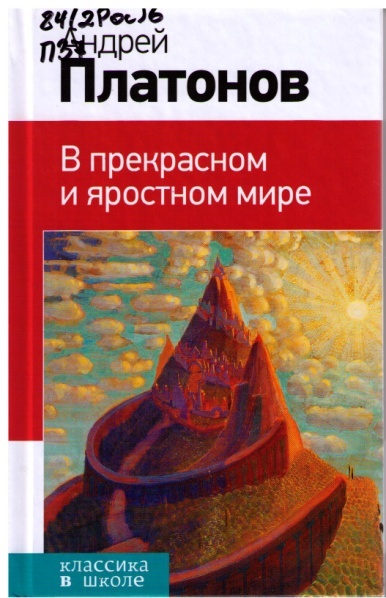 84(2Рос)6
П37
Андрей
Платонов
В прекрасном
и яростном мире
классика
в школе